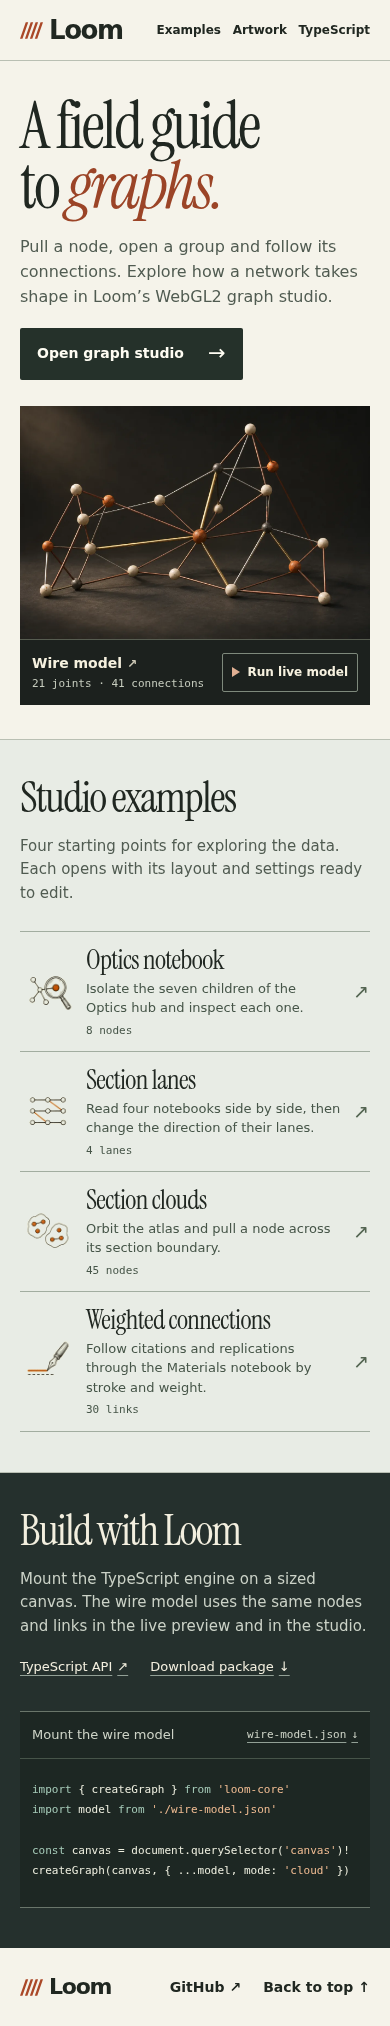 Loom Examples Artwork TypeScript
A field guide
to graphs.
Pull a node, open a group and follow its
connections. Explore how a network takes
shape in Loom’s WebGL2 graph studio.
Open graph studio →
Wire model ↗
21 joints · 41 connections
Run live model
Studio examples
Four starting points for exploring the data.
Each opens with its layout and settings ready
to edit.
Optics notebook
Isolate the seven children of the
Optics hub and inspect each one.
8 nodes
↗
Section lanes
Read four notebooks side by side, then
change the direction of their lanes.
4 lanes
↗
Section clouds
Orbit the atlas and pull a node across
its section boundary.
45 nodes
↗
Weighted connections
Follow citations and replications
through the Materials notebook by
stroke and weight.
30 links
↗
Build with Loom
Mount the TypeScript engine on a sized
canvas. The wire model uses the same nodes
and links in the live preview and in the studio.
TypeScript API ↗ Download package ↓
Mount the wire model wire-model.json ↓
import { createGraph } from 'loom-core'
import model from './wire-model.json'
const canvas = document.querySelector('canvas')!
createGraph(canvas, { ...model, mode: 'cloud' })
Loom GitHub ↗ Back to top ↑